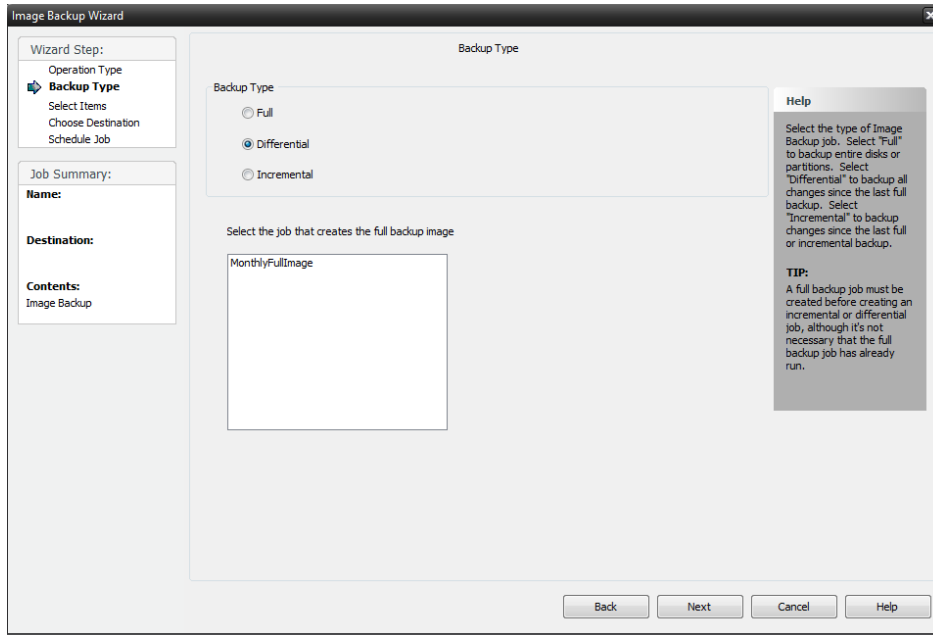 Image Backup Wizard
Wizard Step:
Operation Type
Backup Type
Select Items
Choose Destination
Schedule Job
Job Summary:
Name:
Destination:
Contents:
Image Backup
Backup Type
Backup Type
Full
Differential
Incremental
Select the job that creates the full backup image
MonthlyFullImage
Help
Select the type of Image
Backup job.  Select "Full"
to backup entire disks or
partitions.  Select
"Differential" to backup all
changes since the last full
backup.  Select
"Incremental" to backup
changes since the last full
or incremental backup.
TIP:
A full backup job must be
created before creating an
incremental or differential
job, although it's not
necessary that the full
backup job has already
run.
Back
Next
Cancel
Help